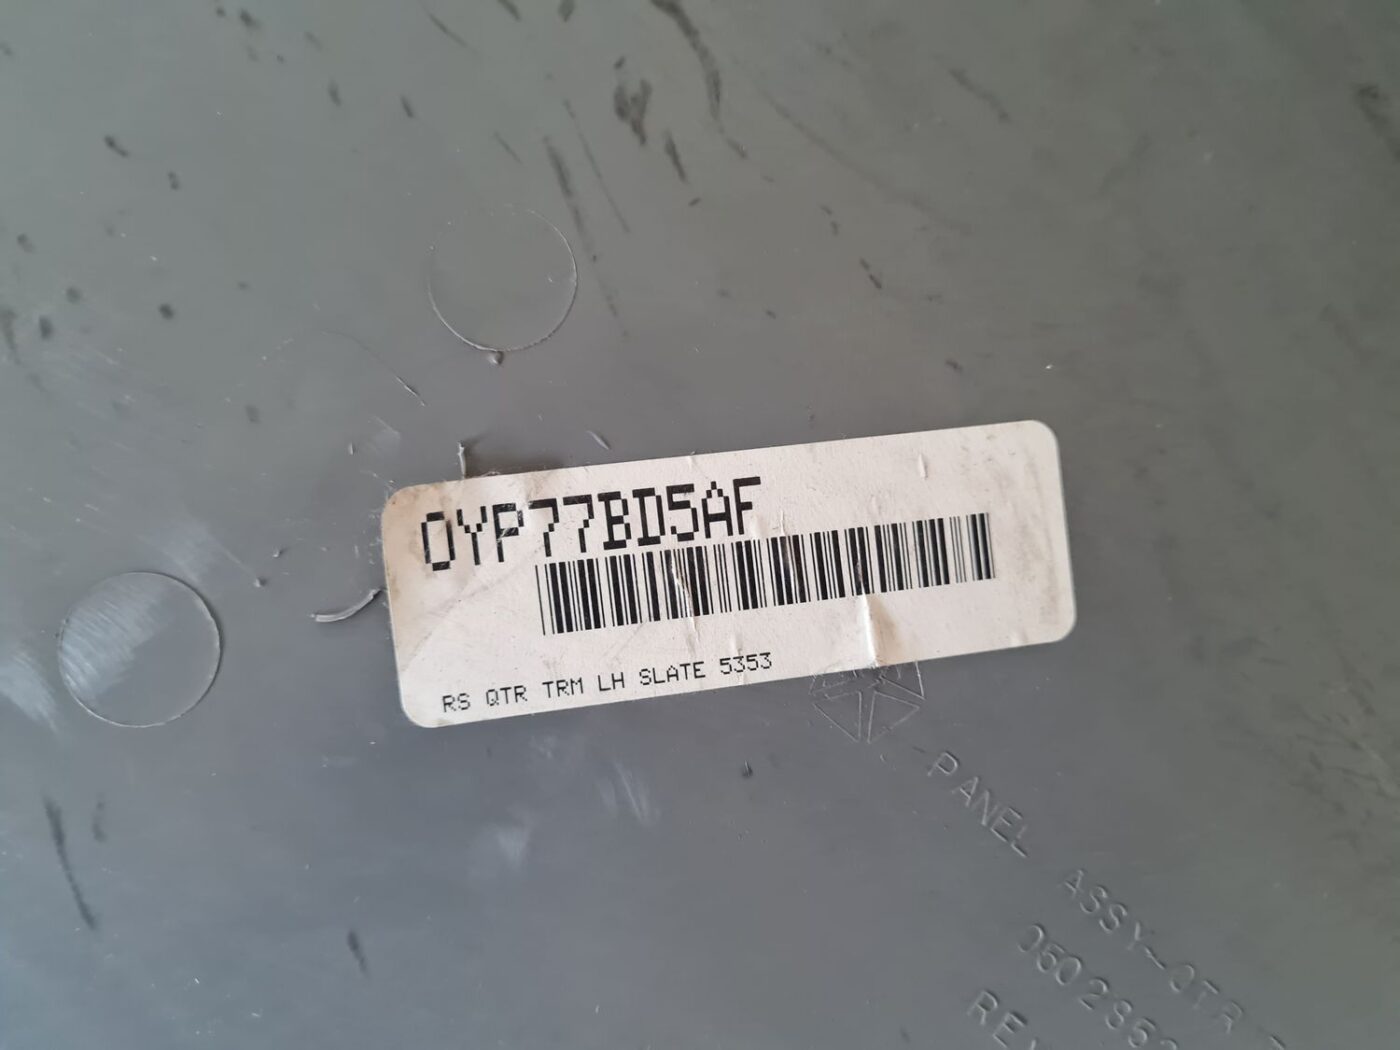 0YP77BD5AF
RS QTR TRM LH SLATE 5353
PANEL ASSY-QTR